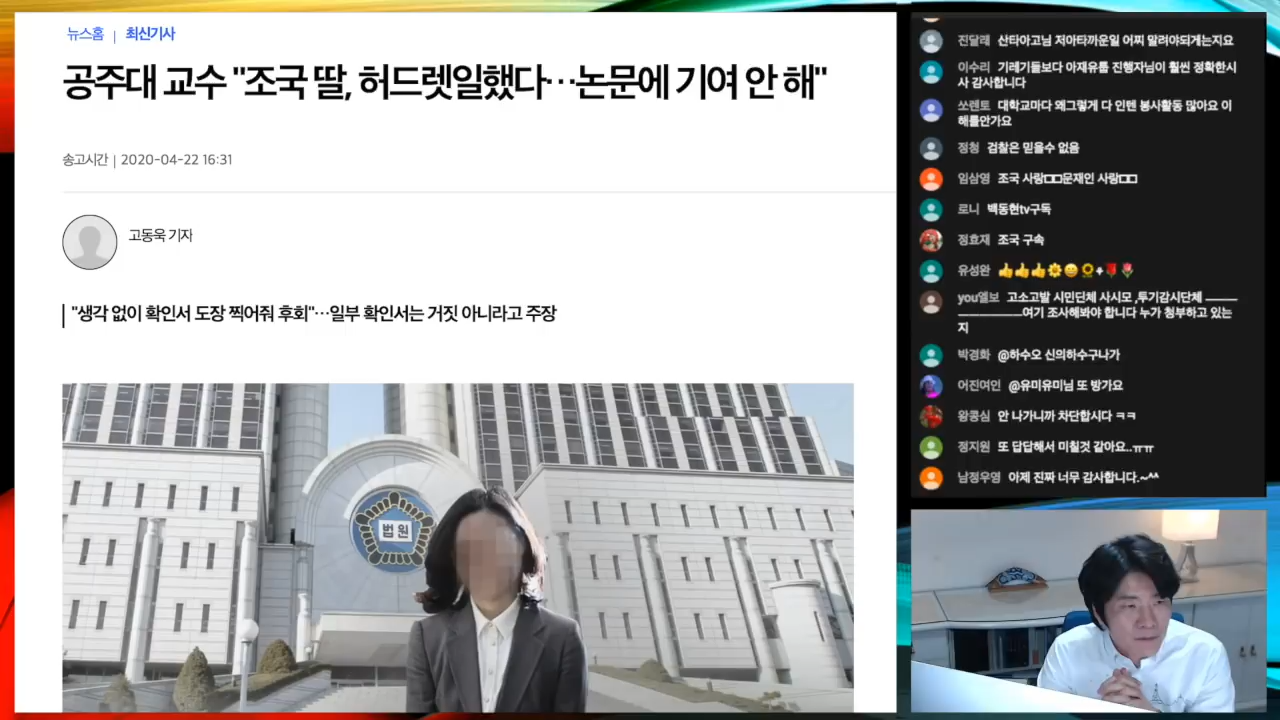 뉴스홈 | 최신기사
공주대 교수 "조국 딸, 허드렛일했다…논문에 기여 안 해"
송고시간 | 2020-04-22 16:31
고동욱 기자
"생각 없이 확인서 도장 찍어줘 후회"…일부 확인서는 거짓 아니라고 주장
법원
진달래 산타아고님 저아타까운일 어찌 말려야되게는지요
이수리 기레기들보다 아재유튭 진행자님이 훨씬 정확한시
사 감사합니다
쏘렌토 대학교마다 왜그렇게 다 인텐 봉사활동 많아요 이
해를안가요
정청 검찰은 믿을수 없음
임삼영 조국 사랑□□문재인 사랑□□
로니 백동현tv구독
정효재 조국 구속
유성완 👍👍👍🌼😀🌻+🌹🌷
you엘보 고소고발 시민단체 사시모 ,투기감시단체 ㅡㅡㅡ
ㅡㅡㅡㅡㅡㅡ여기 조사해봐야 합니다 누가 청부하고 있는
지
박경화 @하수오 신의하수구나가
어진여인 @유미유미님 또 방가요
왕콩심 안 나가니까 차단합시다 ㅋㅋ
정지원 또 답답해서 미칠것 같아요..ㅠㅠ
남정우영 아제 진짜 너무 감사합니다.~^^